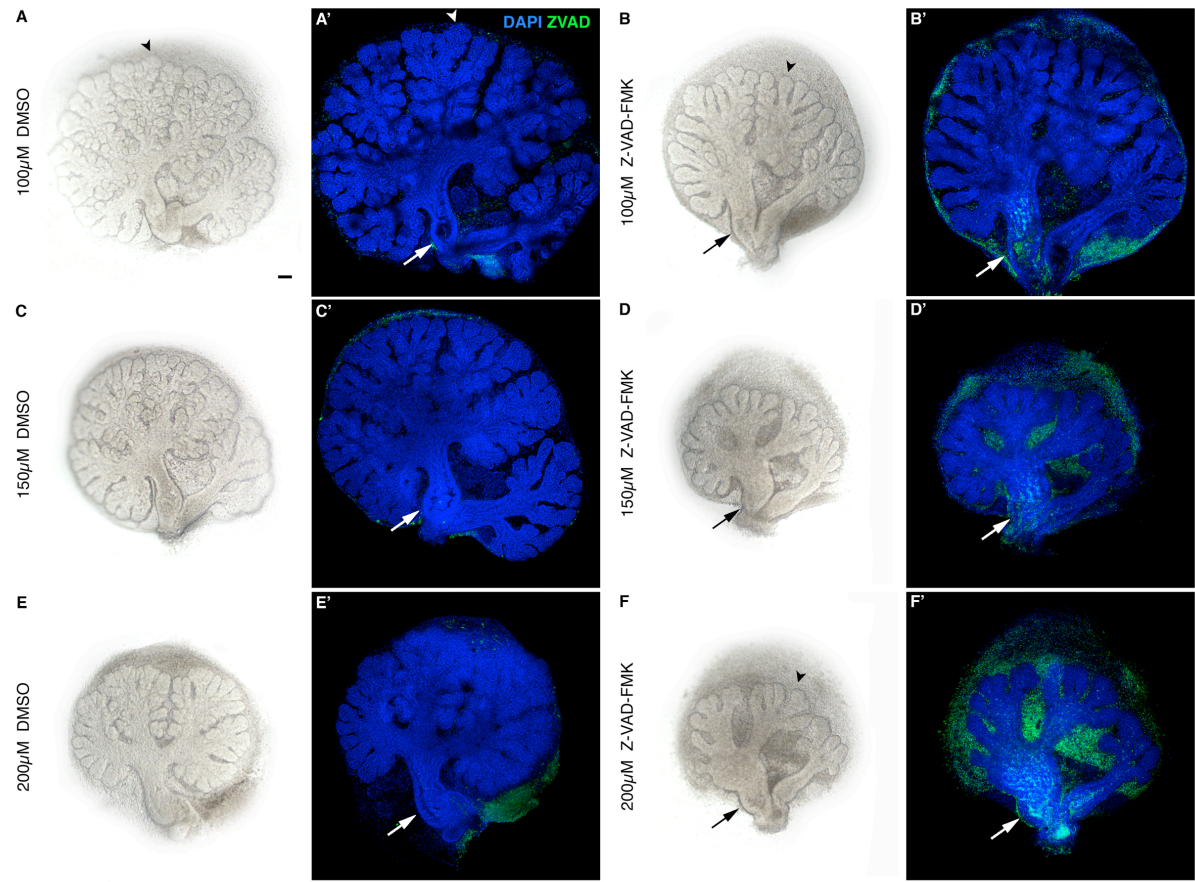 A
A'
DAPI ZVAD
B
B'
100µM DMSO
100µM Z-VAD-FMK
C
C'
D
D'
150µM DMSO
150µM Z-VAD-FMK
E
E'
F
F'
200µM DMSO
200µM Z-VAD-FMK